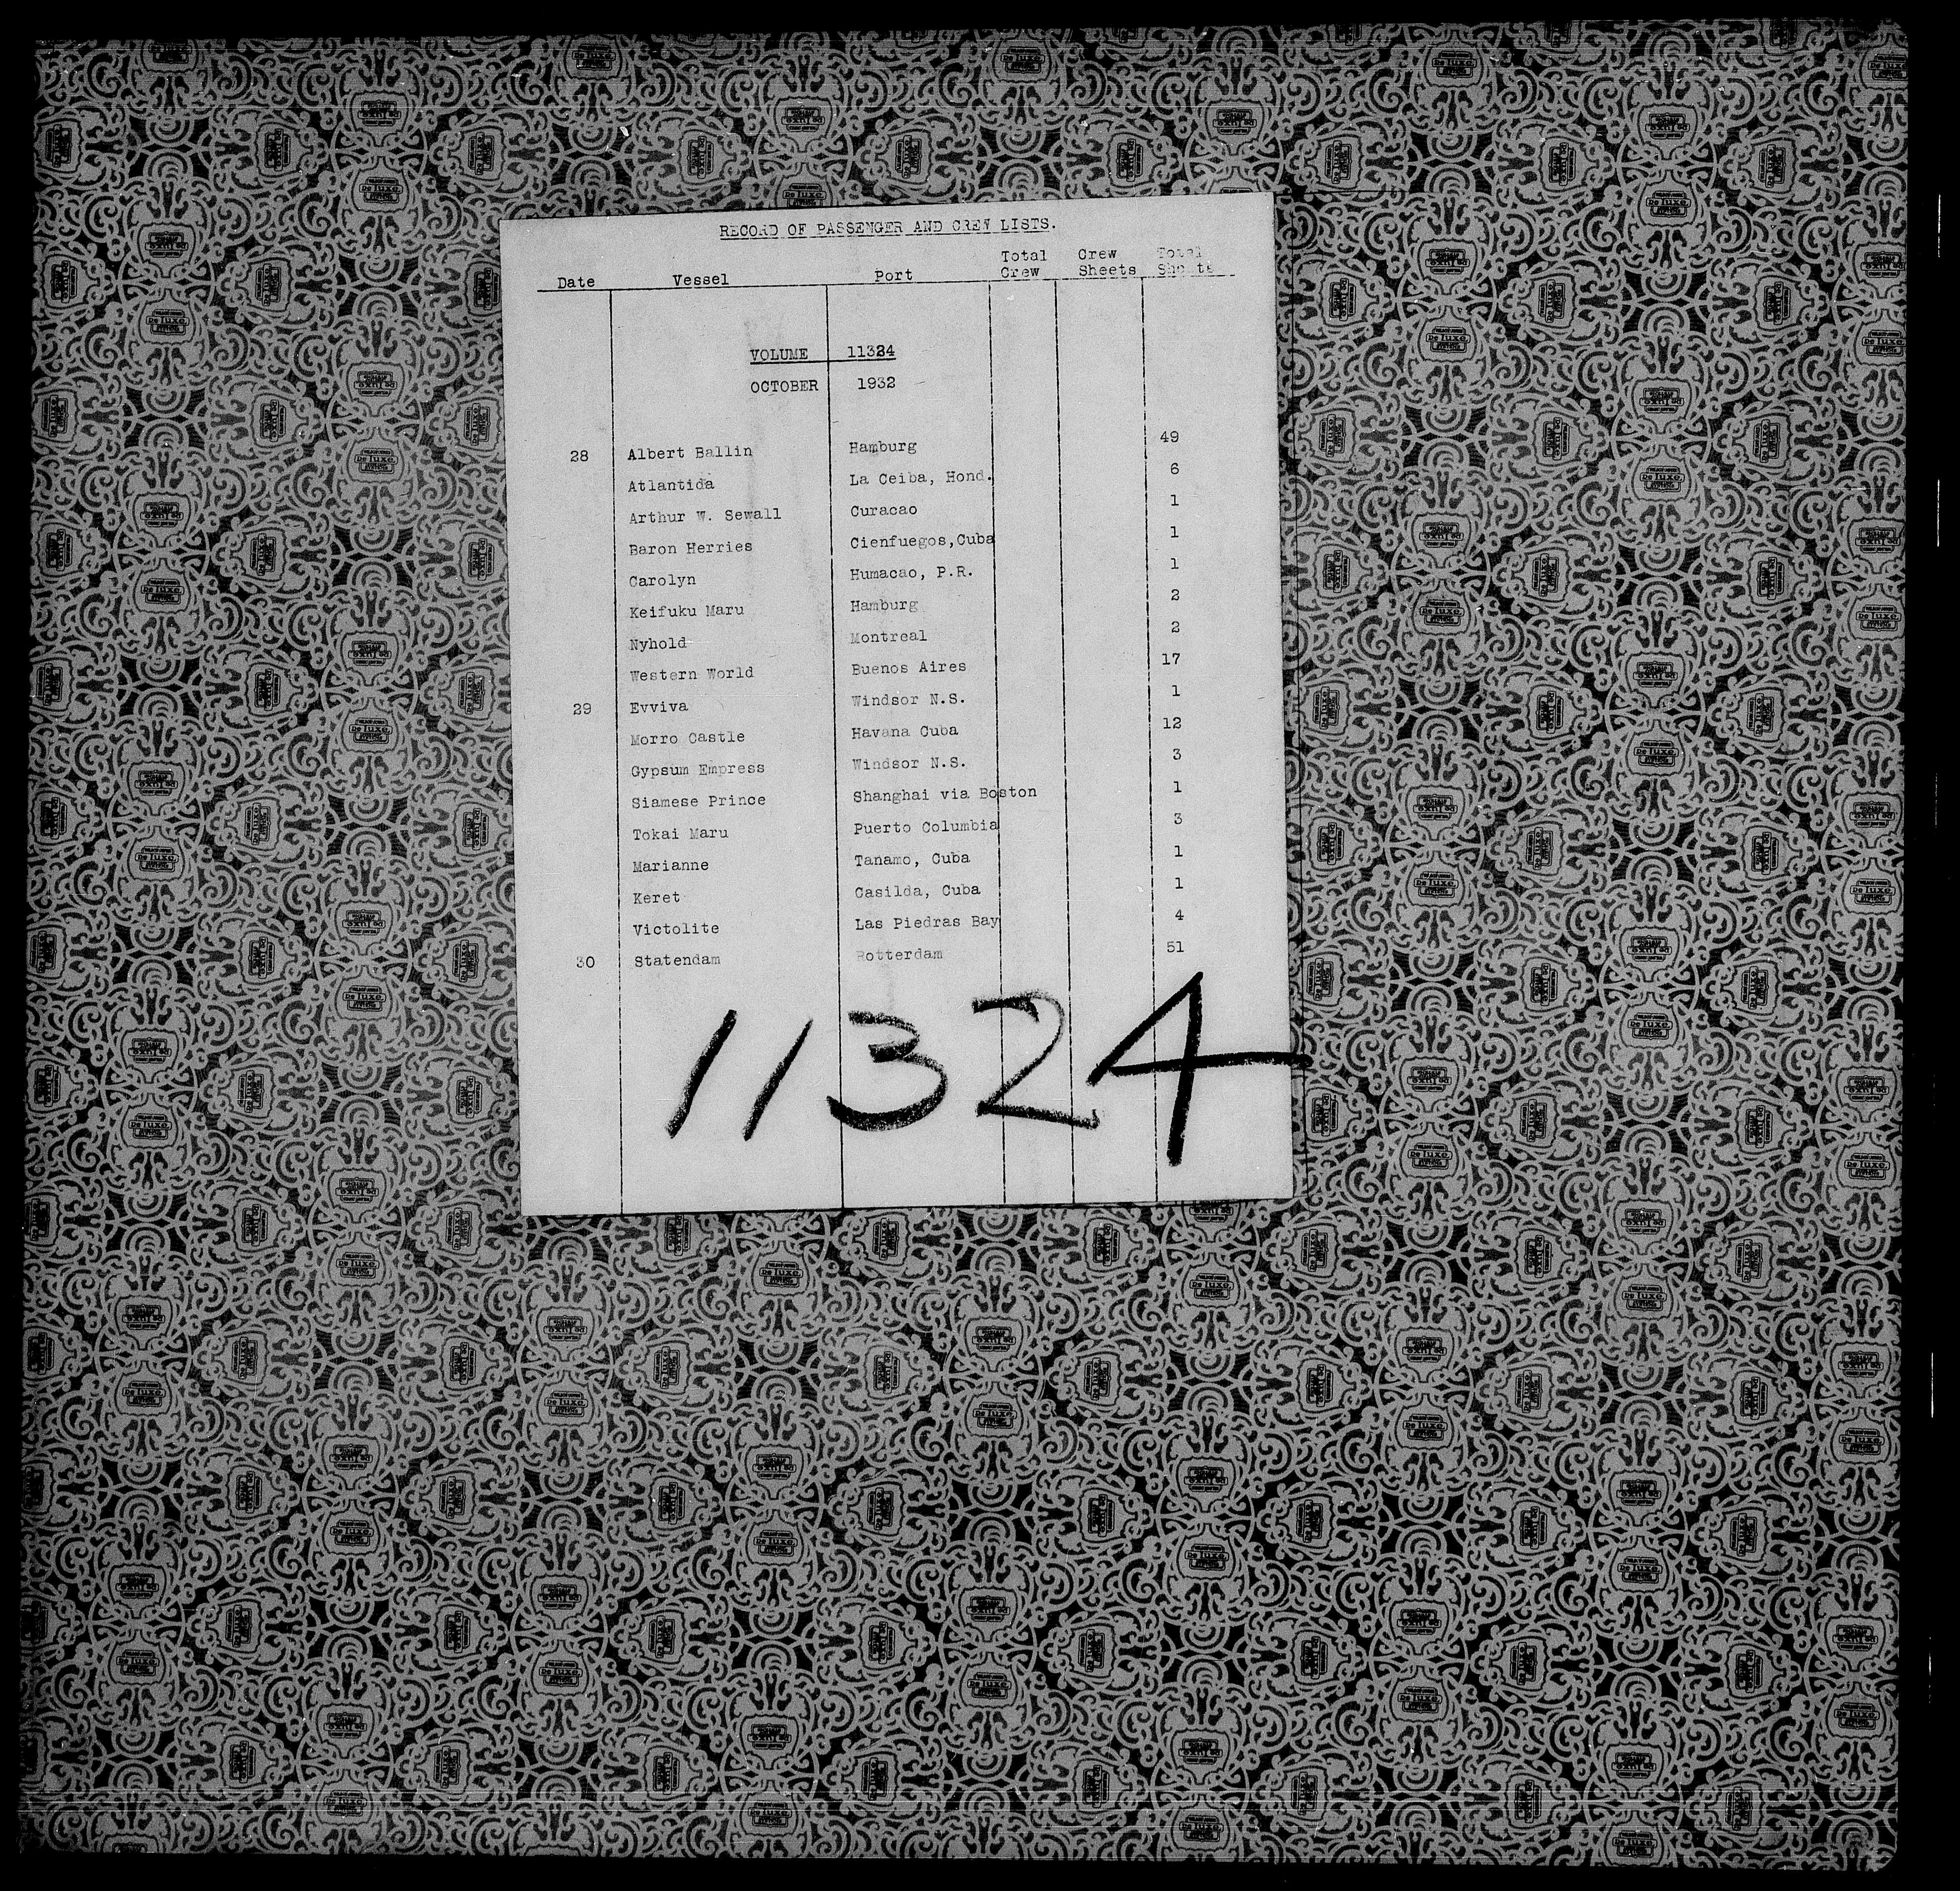 RECORD OF PASSENGER AND CREW LISTS.
Date Vessel Port Total Crew Crew Sheets Total Sheets
VOLUME 11324
OCTOBER 1932
28 Albert Ballin Hamburg 49
Atlantida La Ceiba, Hond. 6
Arthur W. Sewall Curacao 1
Baron Herries Cienfuegos,Cuba 1
Carolyn Humacao, P.R. 1
Keifuku Maru Hamburg 2
Nyhold Montreal 2
Western World Buenos Aires 17
29 Evviva Windsor N.S. 1
Morro Castle Havana Cuba 12
Gypsum Empress Windsor N.S. 3
Siamese Prince Shanghai via Boston 1
Tokai Maru Puerto Columbia 3
Marianne Tanamo, Cuba 1
Keret Casilda, Cuba 1
Victolite Las Piedras Bay 4
30 Statendam Rotterdam 51
11324
De luxe